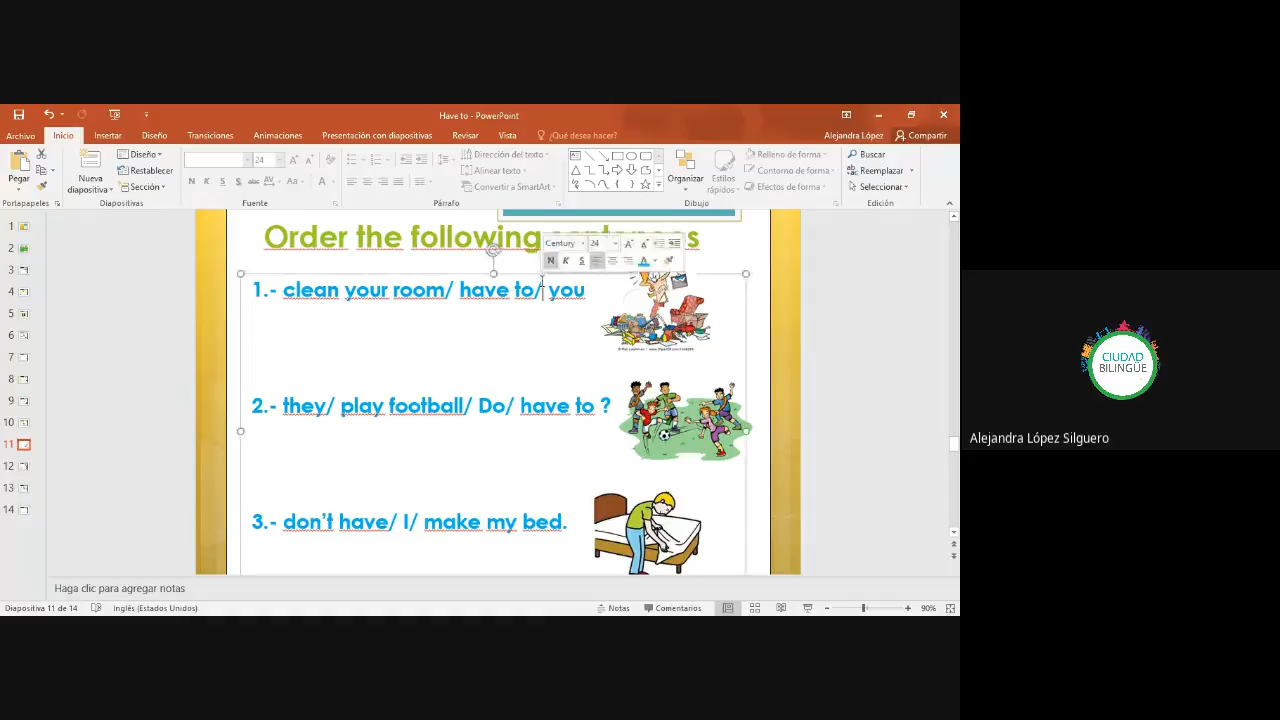 Have to - PowerPoint
Archivo Inicio Insertar Diseño Transiciones Animaciones Presentación con diapositivas Revisar Vista ¿Qué desea hacer? Alejandra López Compartir
Pegar
Portapapeles
Nueva diapositiva
Diseño
Restablecer
Sección
Diapositivas
24
N K S S abc AV Aa A
Fuente
Dirección del texto
Alinear texto
Convertir a SmartArt
Párrafo
Organizar
Estilos rápidos
Relleno de forma
Contorno de forma
Efectos de forma
Dibujo
Buscar
Reemplazar
Seleccionar
Edición
1
2
3
4
5
6
7
8
9
10
11
12
13
14
Order the following
s
Century 24
N K S A
1.- clean your room/ have to/ you
2.- they/ play football/ Do/ have to ?
3.- don't have/ I/ make my bed.
Haga clic para agregar notas
Diapositiva 11 de 14 Inglés (Estados Unidos) Notas Comentarios 90%
CIUDAD
BILINGÜE
Alejandra López Silguero